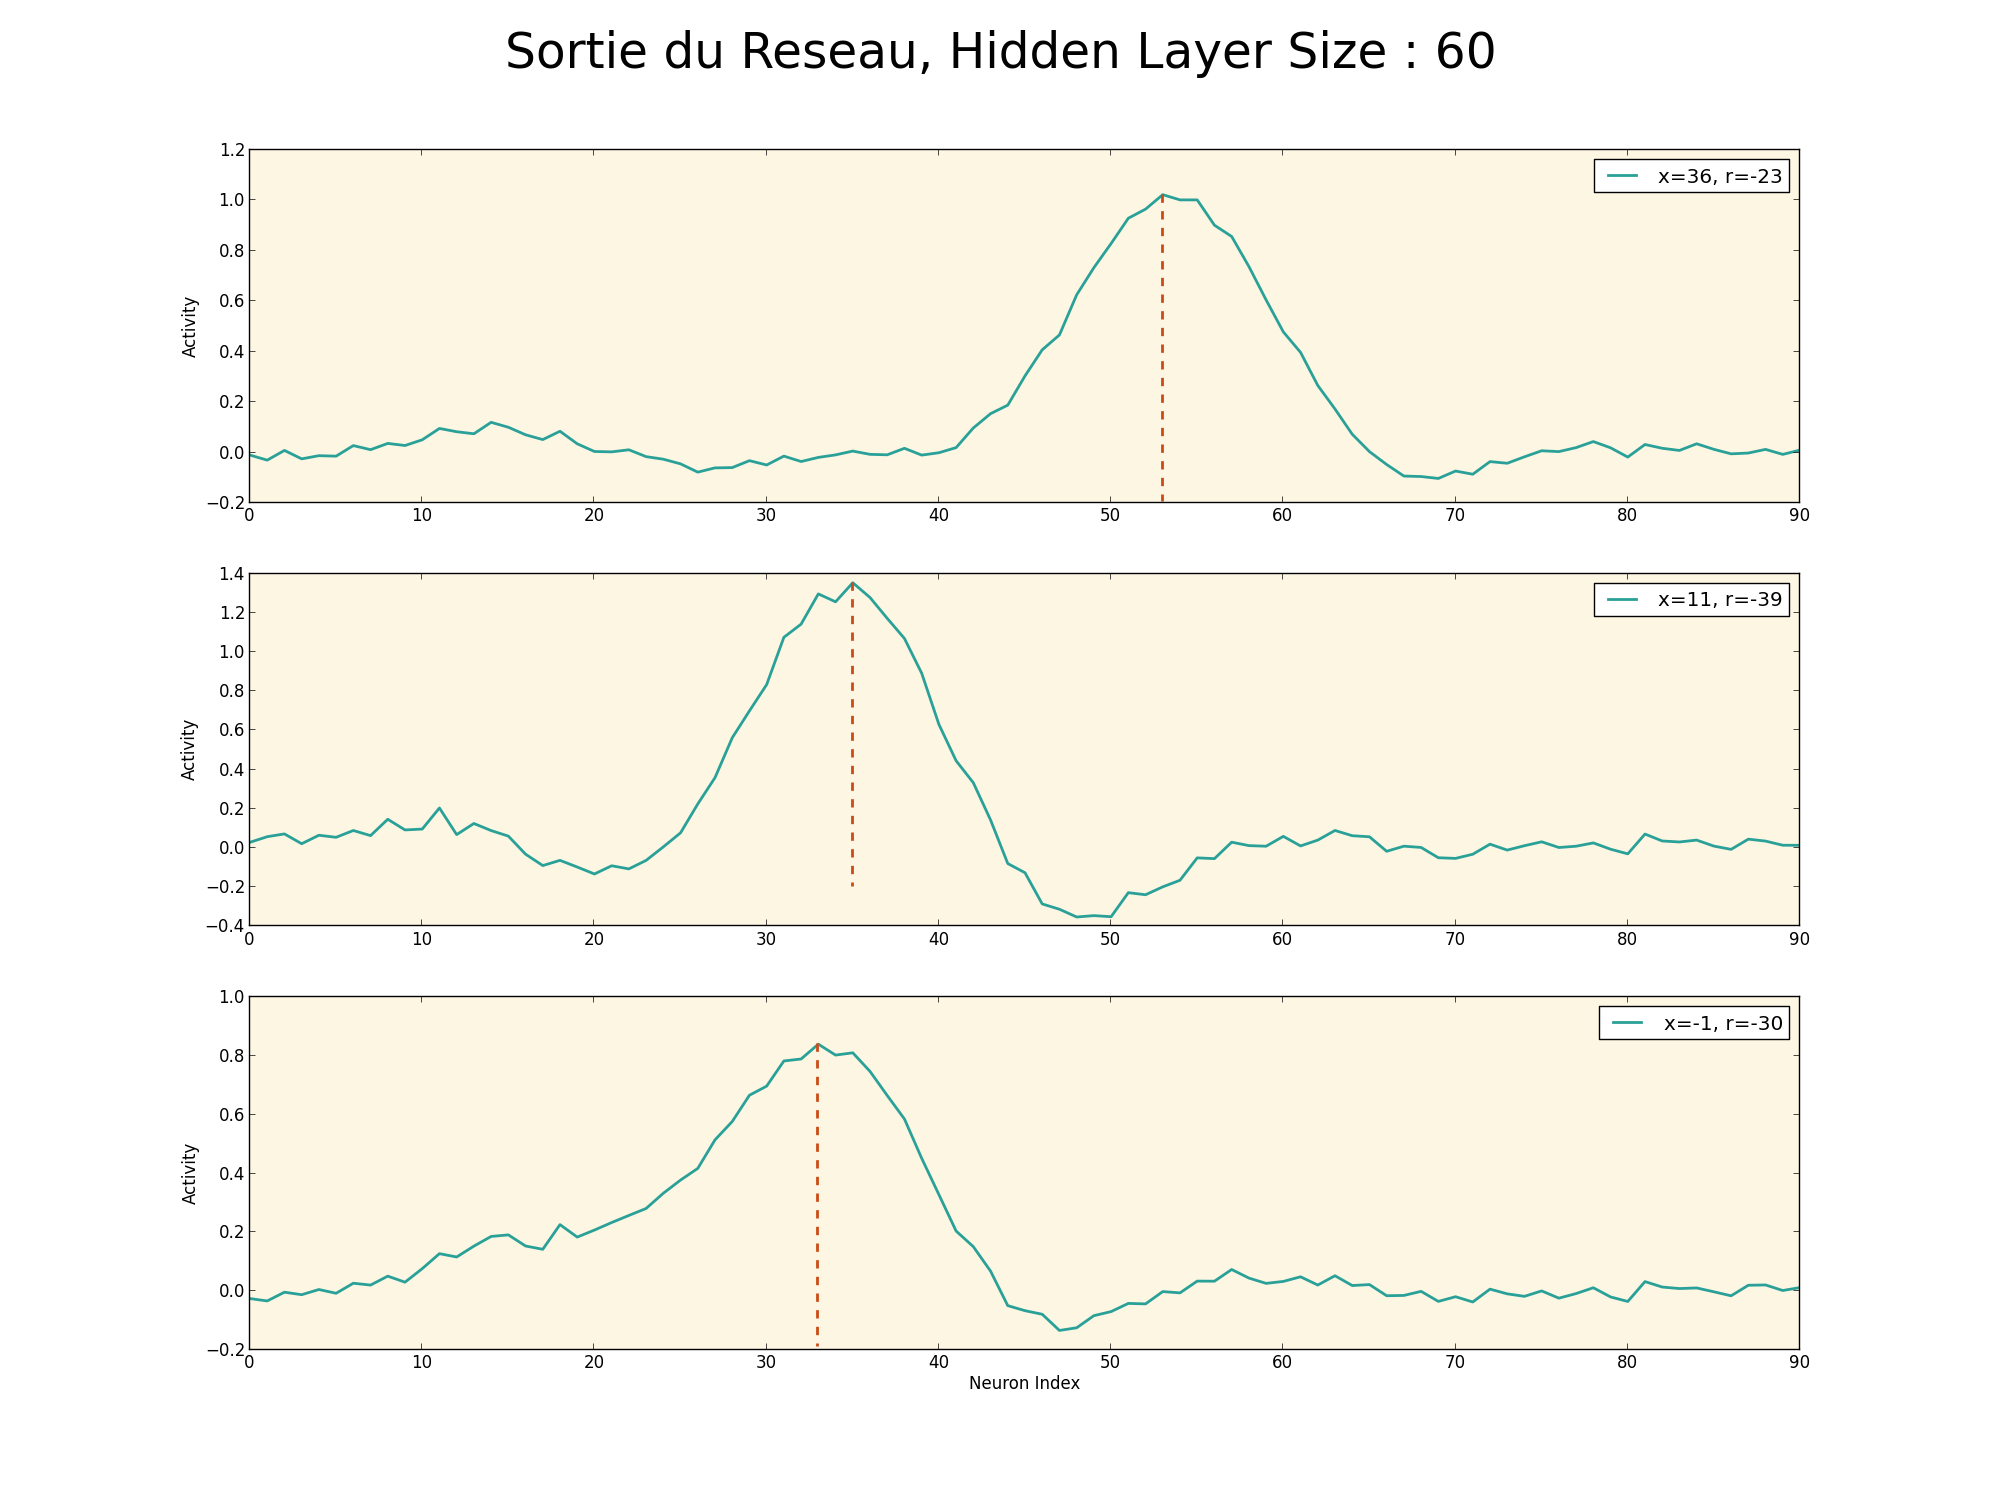 Sortie du Reseau, Hidden Layer Size : 60
1.2
1.0
0.8
0.6
0.4
0.2
0.0
−0.2
Activity
x=36, r=-23
0 10 20 30 40 50 60 70 80 90
1.4
1.2
1.0
0.8
0.6
0.4
0.2
0.0
−0.2
−0.4
Activity
x=11, r=-39
0 10 20 30 40 50 60 70 80 90
1.0
0.8
0.6
0.4
0.2
0.0
−0.2
Activity
x=-1, r=-30
0 10 20 30 40 50 60 70 80 90
Neuron Index